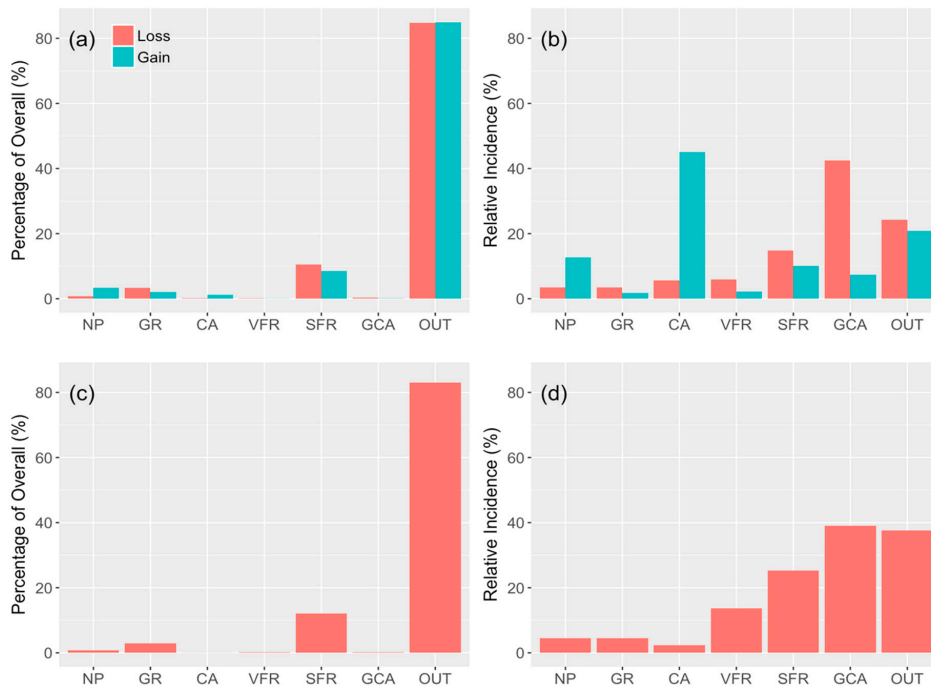 (a)
Loss
Gain
Percentage of Overall (%)
80
60
40
20
0
NP GR CA VFR SFR GCA OUT
(b)
Relative Incidence (%)
80
60
40
20
0
NP GR CA VFR SFR GCA OUT
(c)
Percentage of Overall (%)
80
60
40
20
0
NP GR CA VFR SFR GCA OUT
(d)
Relative Incidence (%)
80
60
40
20
0
NP GR CA VFR SFR GCA OUT